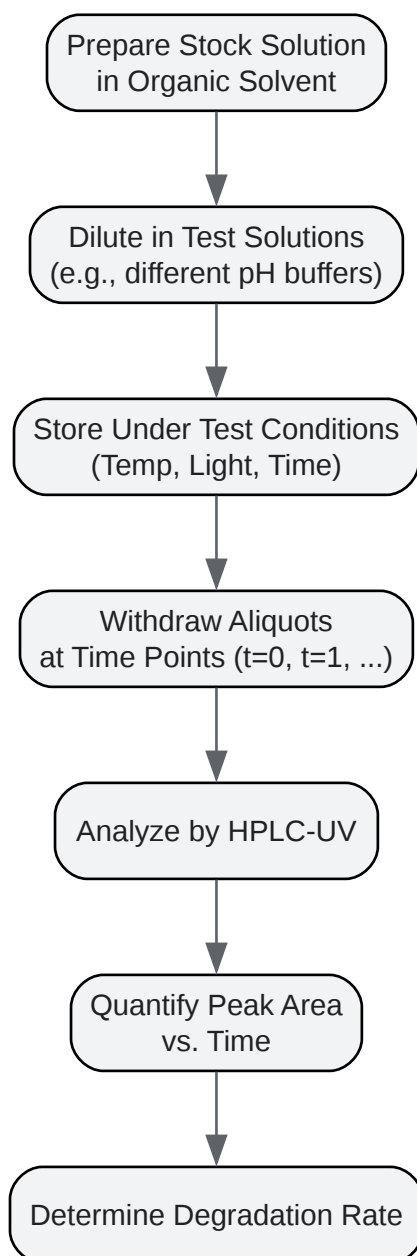 Prepare Stock Solution
in Organic Solvent
Dilute in Test Solutions
(e.g., different pH buffers)
Store Under Test Conditions
(Temp, Light, Time)
Withdraw Aliquots
at Time Points (t=0, t=1, ...)
Analyze by HPLC-UV
Quantify Peak Area
vs. Time
Determine Degradation Rate